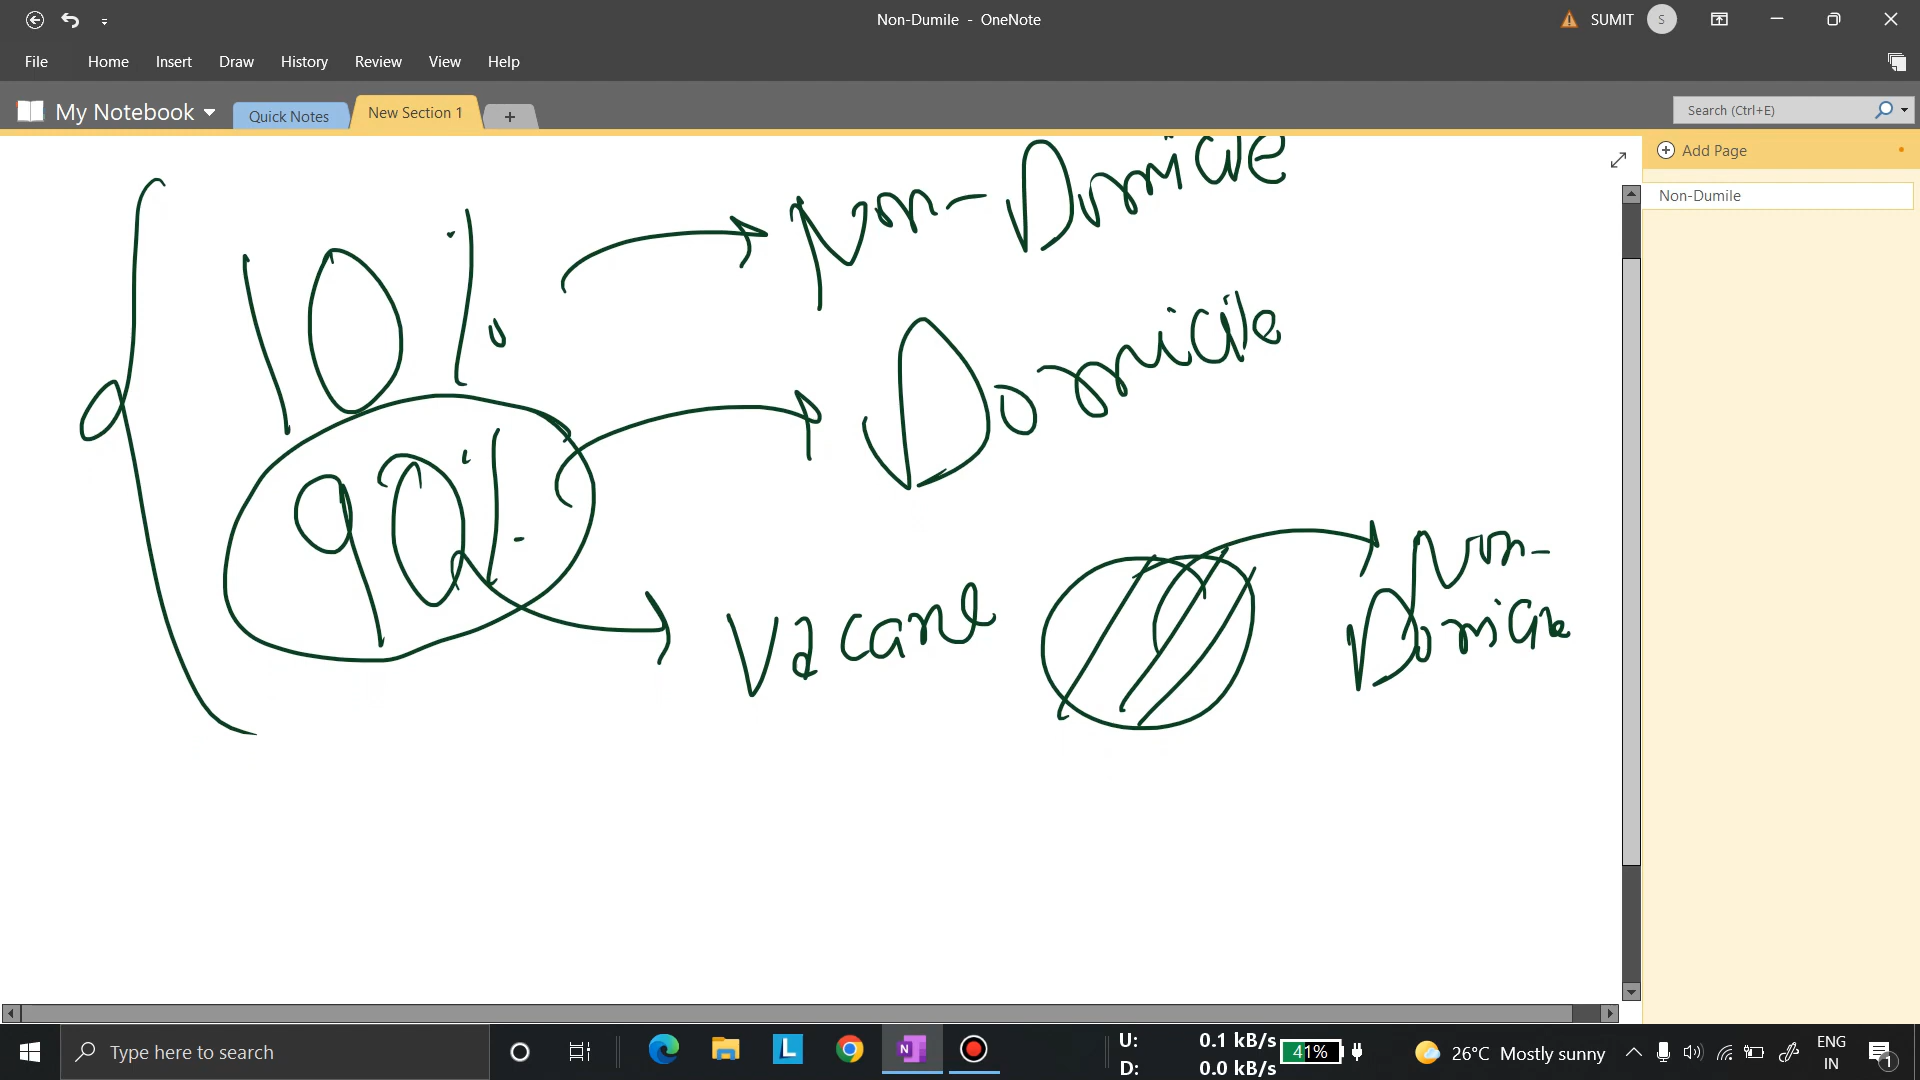 Non-Dumile - OneNote
SUMIT
S
File Home Insert Draw History Review View Help
My Notebook
Quick Notes
New Section 1
+
Search (Ctrl+E)
Add Page
Non-Dumile
10% Non-Domicile
90% Domicile
Vacant
Non-
Domicile
Type here to search
L
N
U: 0.1 kB/s
D: 0.0 kB/s
41%
26°C Mostly sunny
ENG
IN
1